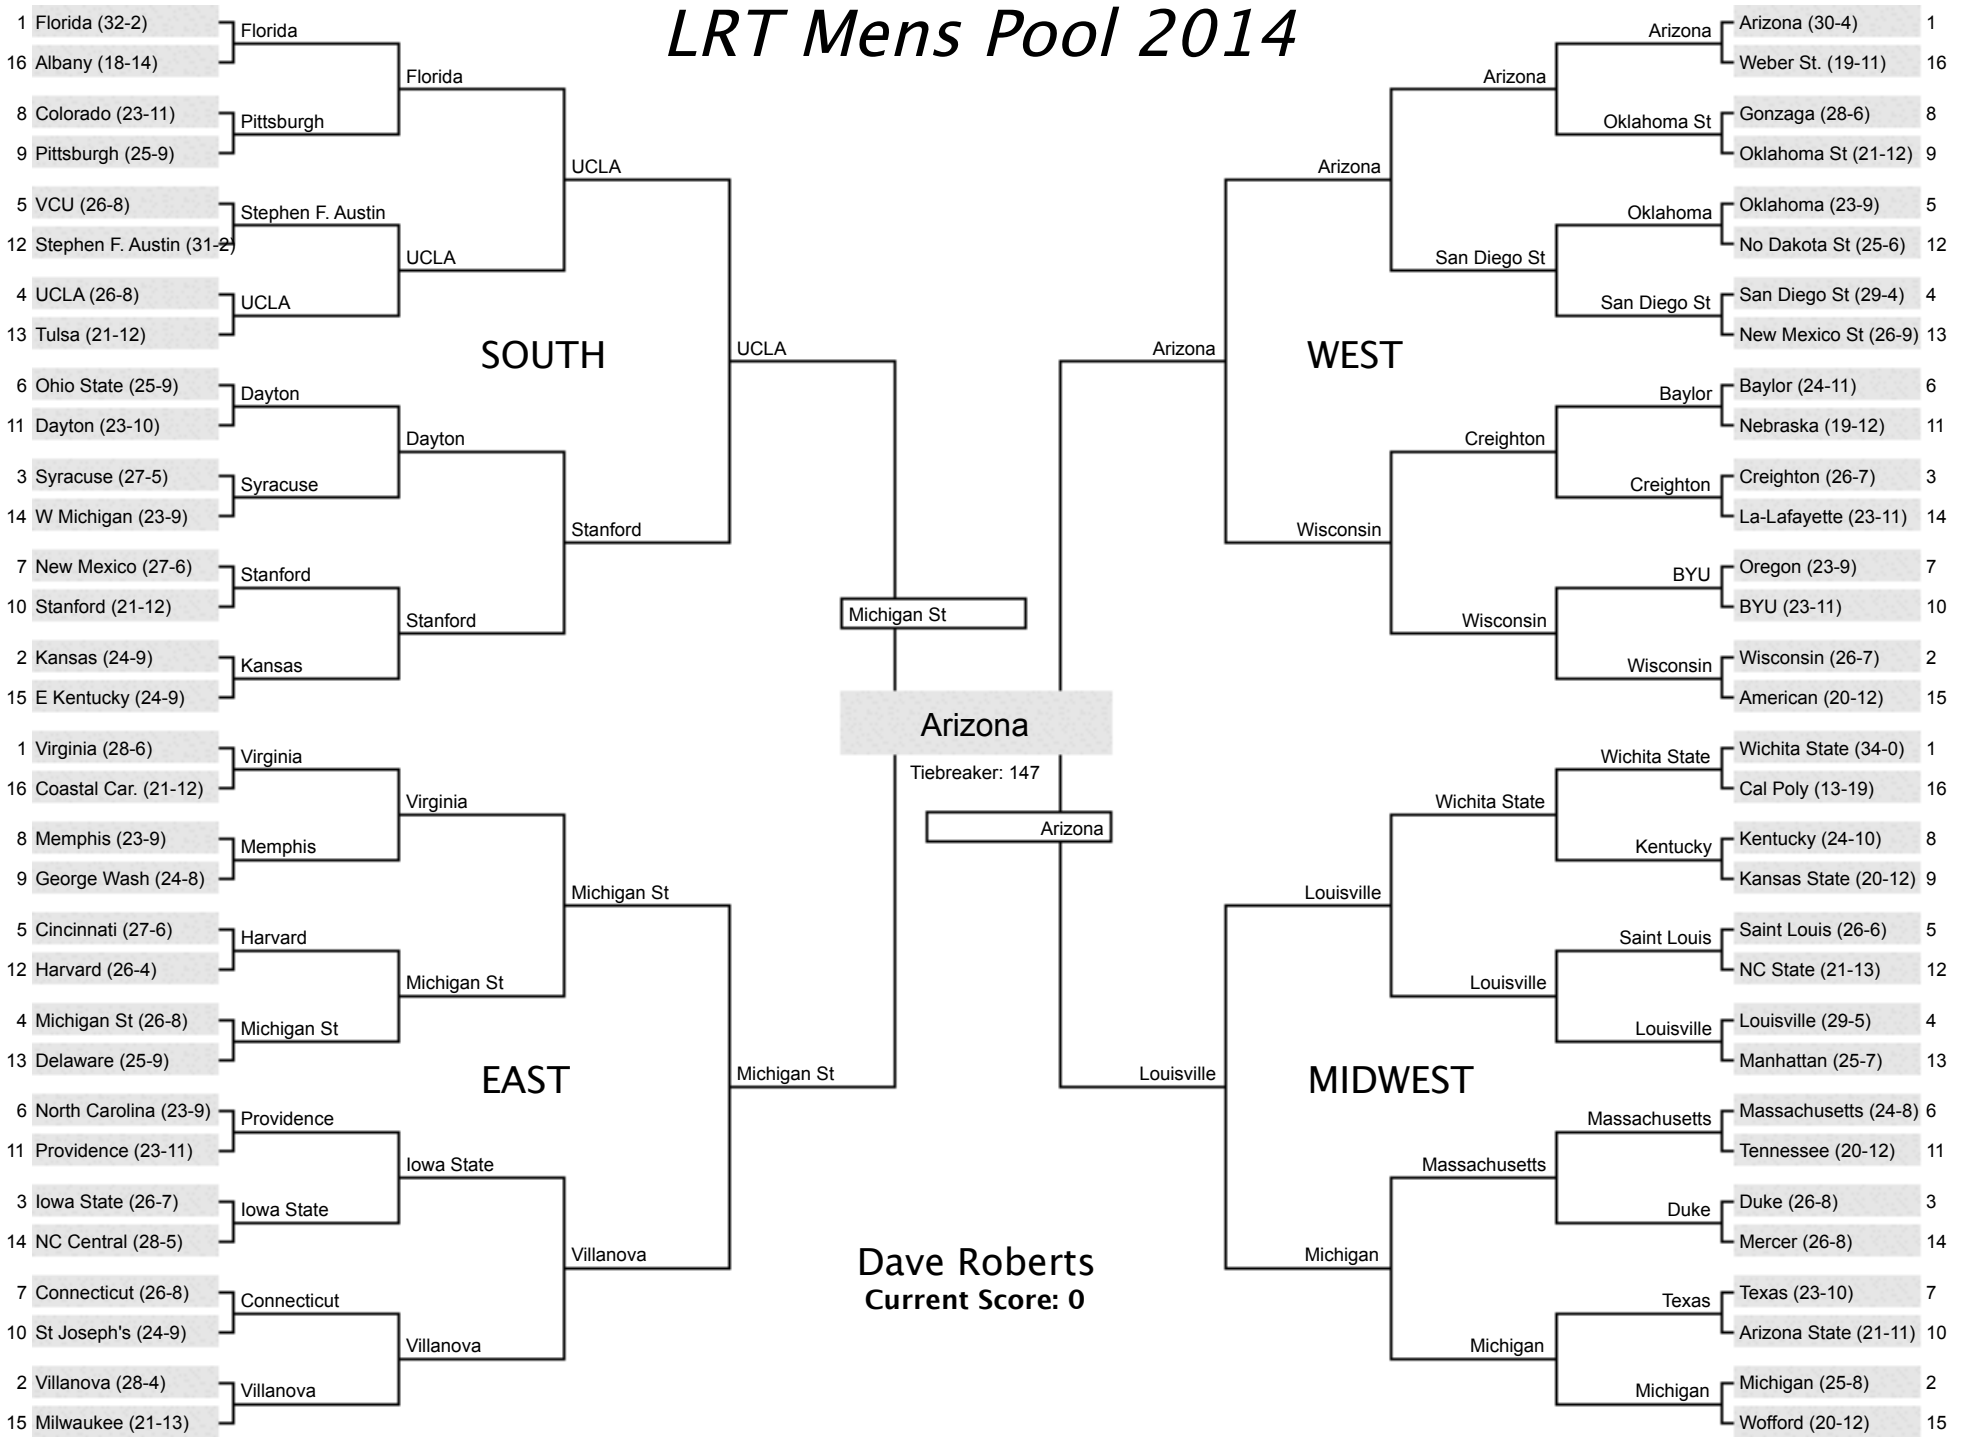 LRT Mens Pool 2014
1 Florida (32-2)
Florida
16 Albany (18-14)
Florida
8 Colorado (23-11)
Pittsburgh
9 Pittsburgh (25-9)
UCLA
5 VCU (26-8)
Stephen F. Austin
12 Stephen F. Austin (31-2)
UCLA
4 UCLA (26-8)
UCLA
13 Tulsa (21-12)
SOUTH
UCLA
6 Ohio State (25-9)
Dayton
11 Dayton (23-10)
Dayton
3 Syracuse (27-5)
Syracuse
14 W Michigan (23-9)
Stanford
7 New Mexico (27-6)
Stanford
10 Stanford (21-12)
Stanford
2 Kansas (24-9)
Kansas
15 E Kentucky (24-9)
1 Virginia (28-6)
Virginia
16 Coastal Car. (21-12)
Virginia
8 Memphis (23-9)
Memphis
9 George Wash (24-8)
Michigan St
5 Cincinnati (27-6)
Harvard
12 Harvard (26-4)
Michigan St
4 Michigan St (26-8)
Michigan St
13 Delaware (25-9)
EAST
Michigan St
6 North Carolina (23-9)
Providence
11 Providence (23-11)
Iowa State
3 Iowa State (26-7)
Iowa State
14 NC Central (28-5)
Villanova
7 Connecticut (26-8)
Connecticut
10 St Joseph's (24-9)
Villanova
2 Villanova (28-4)
Villanova
15 Milwaukee (21-13)
Michigan St
Arizona
Tiebreaker: 147
Arizona
Dave Roberts
Current Score: 0
Arizona (30-4) 1
Arizona
Weber St. (19-11) 16
Arizona
Gonzaga (28-6) 8
Oklahoma St
Oklahoma St (21-12) 9
Arizona
Oklahoma (23-9) 5
Oklahoma
No Dakota St (25-6) 12
San Diego St
San Diego St (29-4) 4
San Diego St
New Mexico St (26-9) 13
Arizona
WEST
Baylor (24-11) 6
Baylor
Nebraska (19-12) 11
Creighton
Creighton (26-7) 3
Creighton
La-Lafayette (23-11) 14
Wisconsin
Oregon (23-9) 7
BYU
BYU (23-11) 10
Wisconsin
Wisconsin (26-7) 2
Wisconsin
American (20-12) 15
Wichita State (34-0) 1
Wichita State
Cal Poly (13-19) 16
Wichita State
Kentucky (24-10) 8
Kentucky
Kansas State (20-12) 9
Louisville
Saint Louis (26-6) 5
Saint Louis
NC State (21-13) 12
Louisville
Louisville (29-5) 4
Louisville
Manhattan (25-7) 13
Louisville
MIDWEST
Massachusetts (24-8) 6
Massachusetts
Tennessee (20-12) 11
Massachusetts
Duke (26-8) 3
Duke
Mercer (26-8) 14
Michigan
Texas (23-10) 7
Texas
Arizona State (21-11) 10
Michigan
Michigan (25-8) 2
Michigan
Wofford (20-12) 15